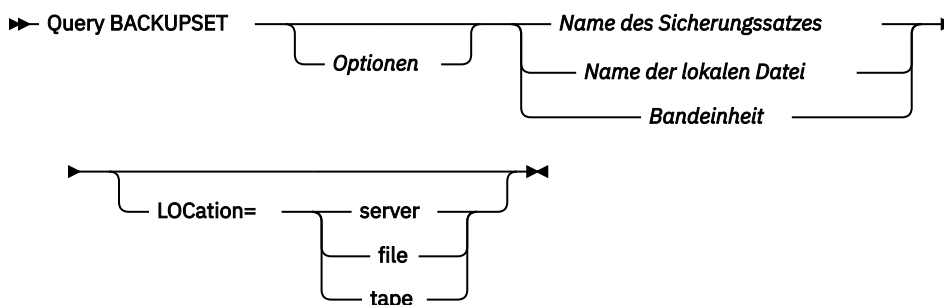 Query BACKUPSET
Name des Sicherungssatzes
Optionen
Name der lokalen Datei
Bandeinheit
LOCation=
server
file
tape